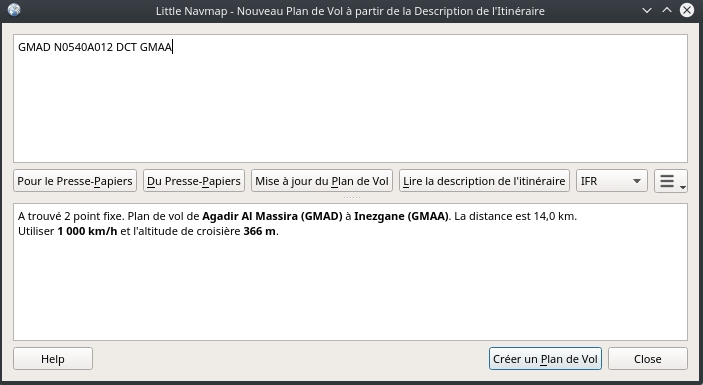 Little Navmap - Nouveau Plan de Vol à partir de la Description de l'Itinéraire
GMAD N0540A012 DCT GMAA
Pour le Presse-Papiers Du Presse-Papiers Mise à jour du Plan de Vol Lire la description de l'itinéraire IFR
A trouvé 2 point fixe. Plan de vol de Agadir Al Massira (GMAD) à Inezgane (GMAA). La distance est 14,0 km.
Utiliser 1 000 km/h et l'altitude de croisière 366 m.
Help Créer un Plan de Vol Close